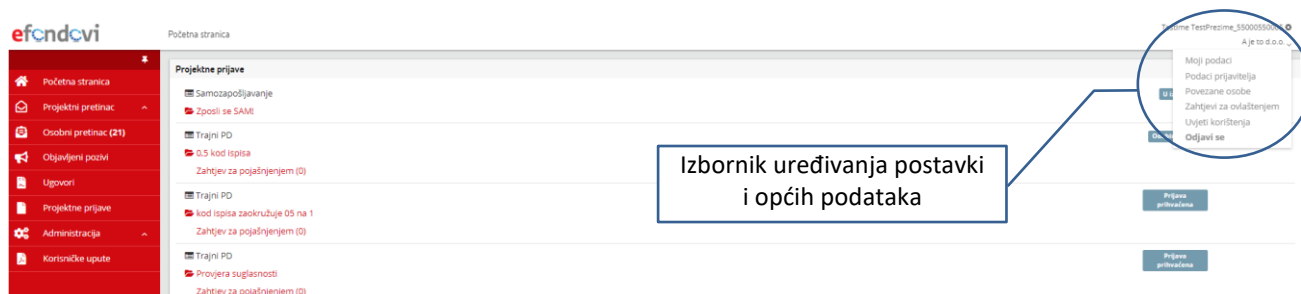 efondovi
Početna stranica
TestPrezime_55000550005
A je to d.o.o.
Početna stranica
Projektni pretinac
Osobni pretinac (21)
Objavljeni pozivi
Ugovori
Projektne prijave
Administracija
Korisničke upute
Projektne prijave
Samozapošljavanje
Zposli se SAMI
Trajni PD
0,5 kod ispisa
Zahtjev za pojašnjenjem (0)
Trajni PD
kod ispisa zaokružuje 05 na 1
Zahtjev za pojašnjenjem (0)
Trajni PD
Provjera suglasnosti
Zahtjev za pojašnjenjem (0)
Izbornik uređivanja postavki
i općih podataka
Moji podaci
Podaci prijavitelja
Povezane osobe
Zahtjevi za ovlaštenjem
Uvjeti korištenja
Odjavi se
Prijava
prihvaćena
Prijava
prihvaćena